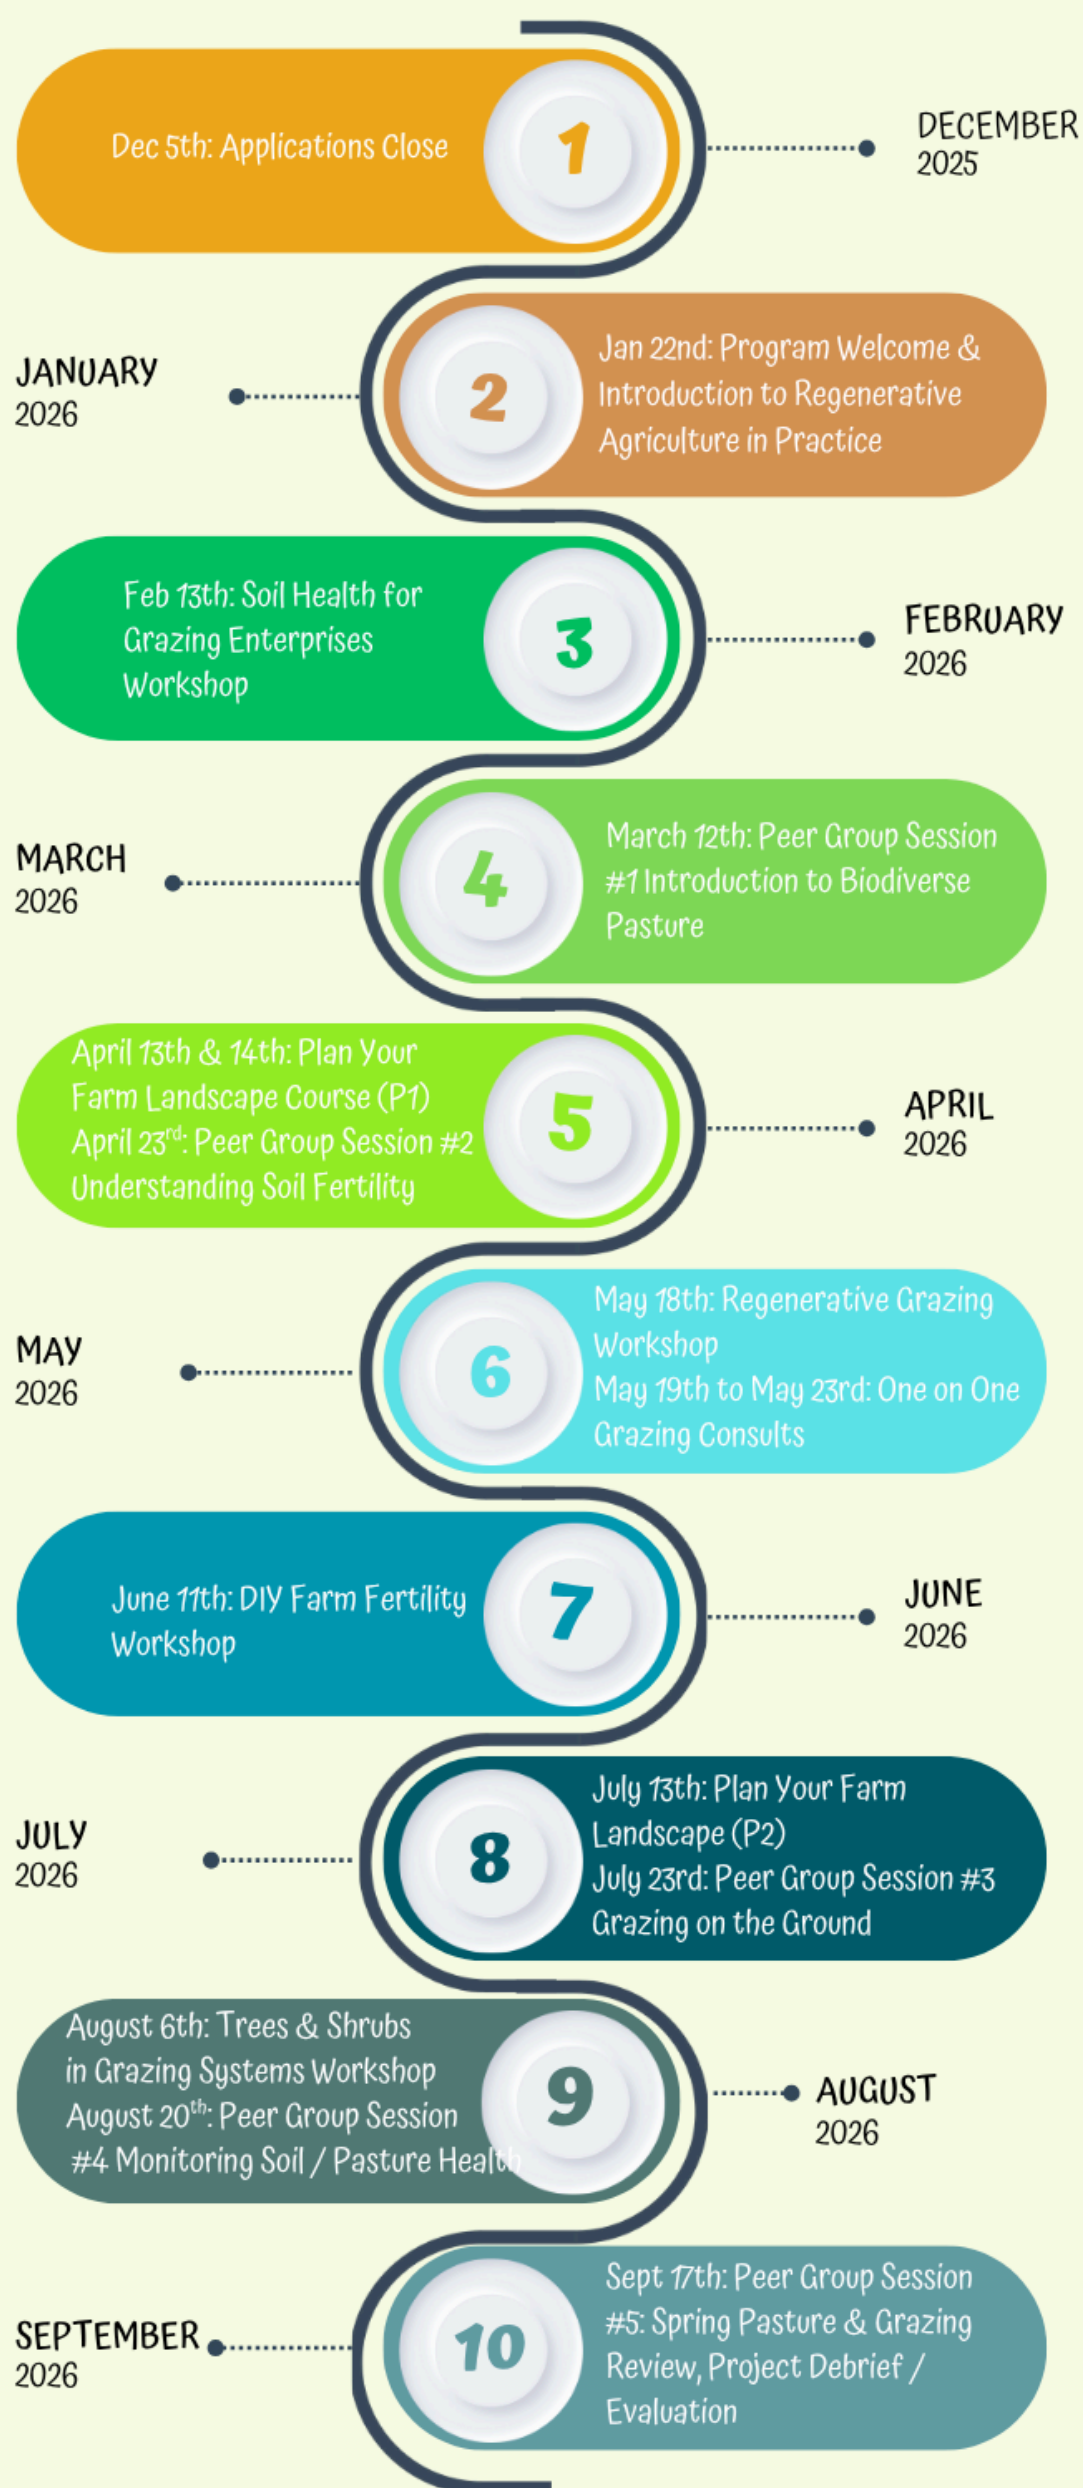 Dec 5th: Applications Close
1
DECEMBER
2025
JANUARY
2026
2
Jan 22nd: Program Welcome &
Introduction to Regenerative
Agriculture in Practice
Feb 13th: Soil Health for
Grazing Enterprises
Workshop
3
FEBRUARY
2026
MARCH
2026
4
March 12th: Peer Group Session
#1 Introduction to Biodiverse
Pasture
April 13th & 14th: Plan Your
Farm Landscape Course (P1)
April 23rd: Peer Group Session #2
Understanding Soil Fertility
5
APRIL
2026
MAY
2026
6
May 18th: Regenerative Grazing
Workshop
May 19th to May 23rd: One on One
Grazing Consults
June 11th: DIY Farm Fertility
Workshop
7
JUNE
2026
JULY
2026
8
July 13th: Plan Your Farm
Landscape (P2)
July 23rd: Peer Group Session #3
Grazing on the Ground
August 6th: Trees & Shrubs
in Grazing Systems Workshop
August 20th: Peer Group Session
#4 Monitoring Soil / Pasture Health
9
AUGUST
2026
SEPTEMBER
2026
10
Sept 17th: Peer Group Session
#5: Spring Pasture & Grazing
Review, Project Debrief /
Evaluation